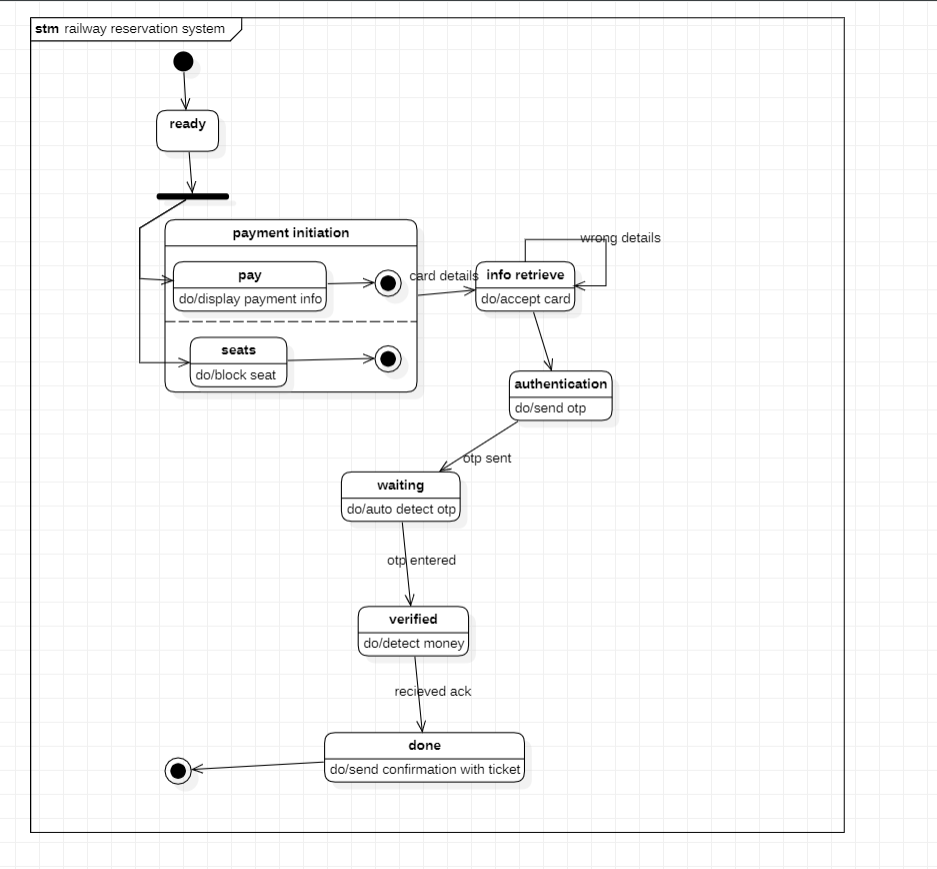 stm railway reservation system
ready
payment initiation
pay
do/display payment info
seats
do/block seat
card details
wrong details
info retrieve
do/accept card
authentication
do/send otp
otp sent
waiting
do/auto detect otp
otp entered
verified
do/detect money
recieved ack
done
do/send confirmation with ticket